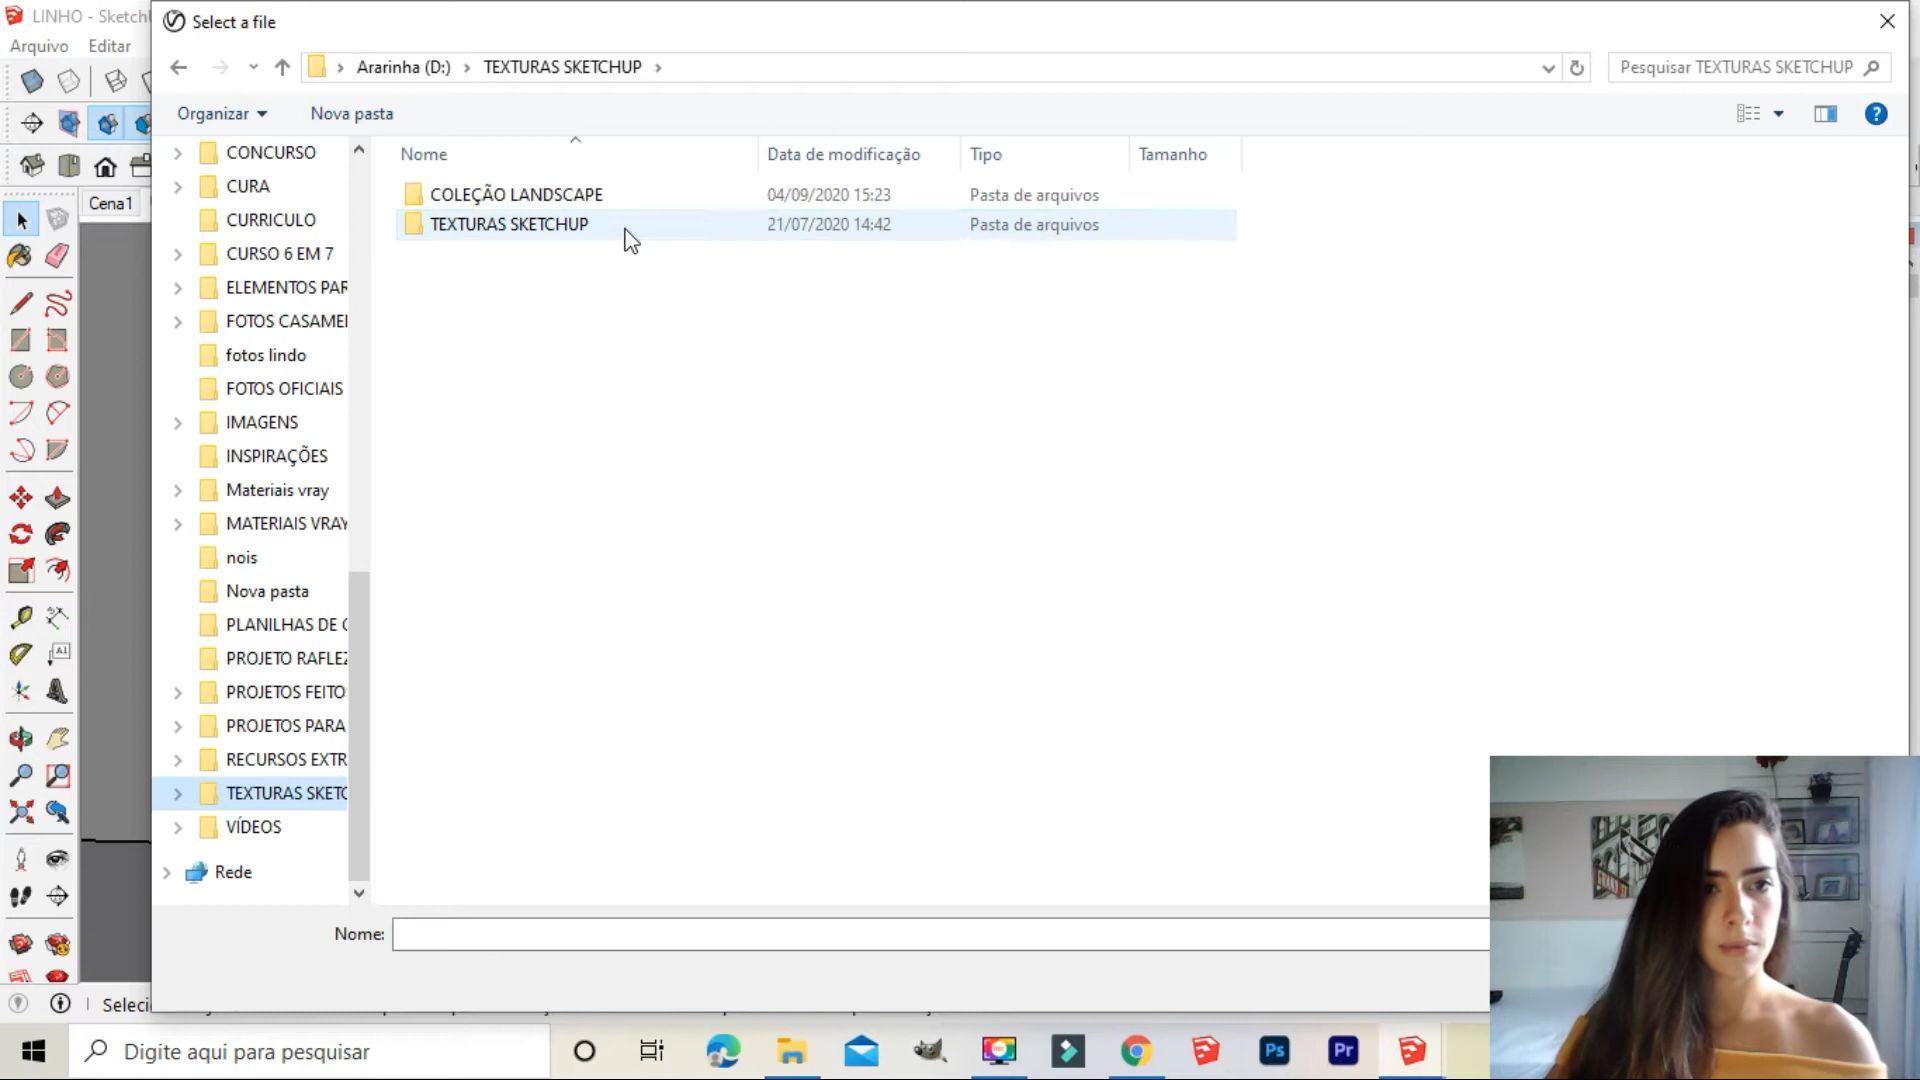 LINHO - Sketch
Select a file
Arquivo Editar
Ararinha (D:) TEXTURAS SKETCHUP
Pesquisar TEXTURAS SKETCHUP
Organizar Nova pasta
Nome Data de modificação Tipo Tamanho
COLEÇÃO LANDSCAPE 04/09/2020 15:23 Pasta de arquivos
TEXTURAS SKETCHUP 21/07/2020 14:42 Pasta de arquivos
Cena1
CONCURSO
CURA
CURRICULO
CURSO 6 EM 7
ELEMENTOS PAR
FOTOS CASAME
fotos lindo
FOTOS OFICIAIS
IMAGENS
INSPIRAÇÕES
Materiais vray
MATERIAIS VRAY
nois
Nova pasta
PLANILHAS DE
PROJETO RAFLEZ
PROJETOS FEITO
PROJETOS PARA
RECURSOS EXTR
TEXTURAS SKETC
VÍDEOS
Rede
Nome:
Seleci
Digite aqui para pesquisar
Ps
Pr